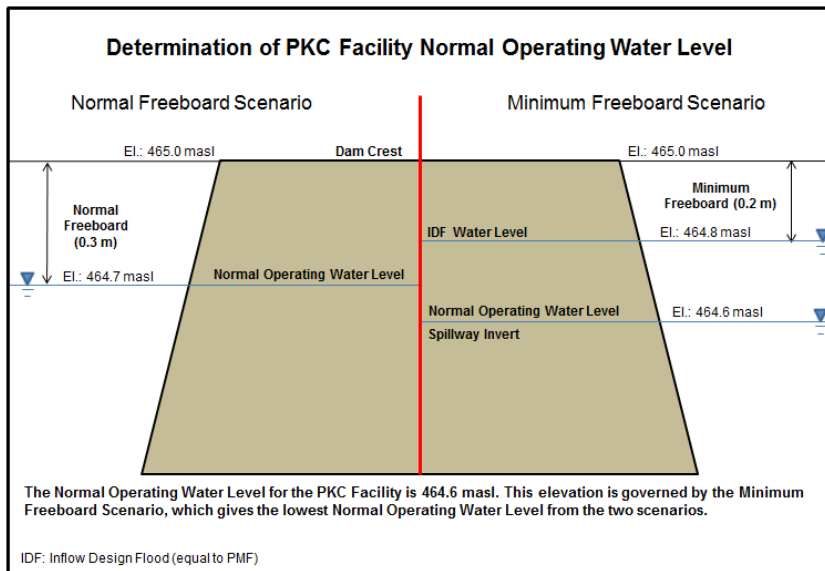 Determination of PKC Facility Normal Operating Water Level
Normal Freeboard Scenario
Minimum Freeboard Scenario
El.: 465.0 masl
Dam Crest
El.: 465.0 masl
Normal
Freeboard
(0.3 m)
Minimum
Freeboard (0.2 m)
IDF Water Level
El.: 464.8 masl
El.: 464.7 masl
Normal Operating Water Level
Normal Operating Water Level
El.: 464.6 masl
Spillway Invert
The Normal Operating Water Level for the PKC Facility is 464.6 masl. This elevation is governed by the Minimum
Freeboard Scenario, which gives the lowest Normal Operating Water Level from the two scenarios.
IDF: Inflow Design Flood (equal to PMF)